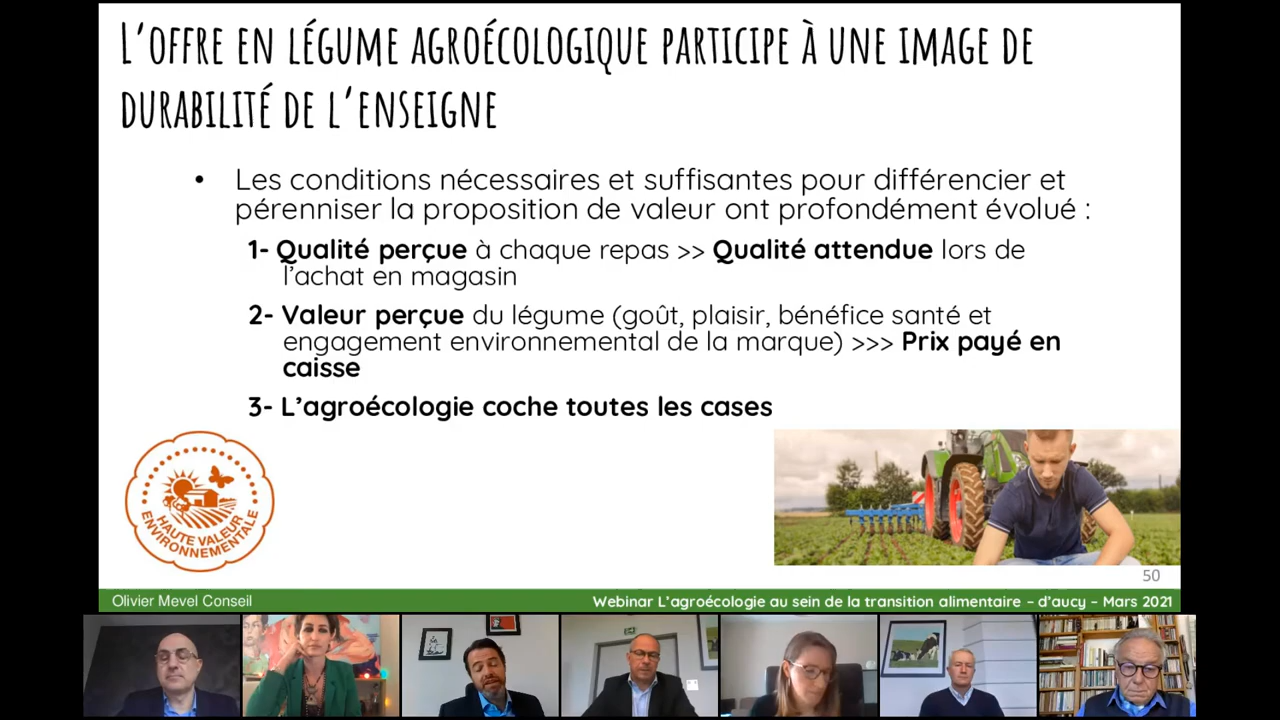 L'OFFRE EN LÉGUME AGROÉCOLOGIQUE PARTICIPE À UNE IMAGE DE
DURABILITÉ DE L'ENSEIGNE
• Les conditions nécessaires et suffisantes pour différencier et
pérenniser la proposition de valeur ont profondément évolué :
1- Qualité perçue à chaque repas >> Qualité attendue lors de
l'achat en magasin
2- Valeur perçue du légume (goût, plaisir, bénéfice santé et
engagement environnemental de la marque) >>> Prix payé en
caisse
3- L'agroécologie coche toutes les cases
HAUTE VALEUR
ENVIRONNEMENTALE
50
Olivier Mevel Conseil
Webinar L'agroécologie au sein de la transition alimentaire – d'aucy – Mars 2021